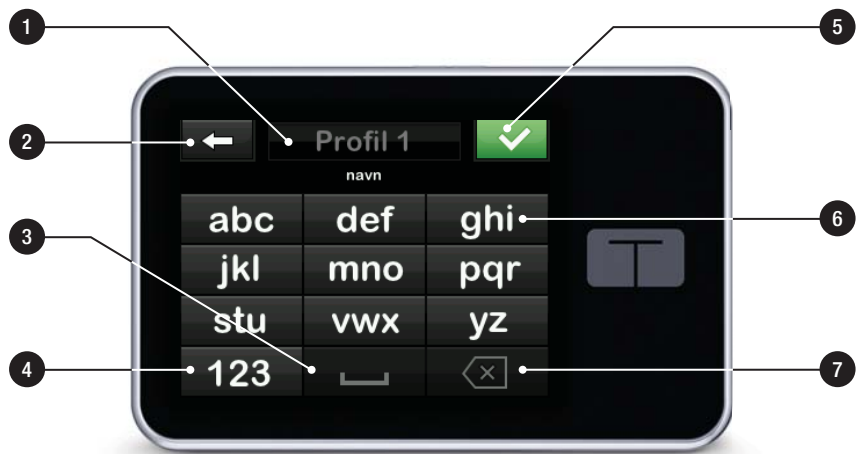 1
5
Profil 1
2
navn
abc def ghi
6
3
jkl mno pqr
stu vwx yz
4
123
7